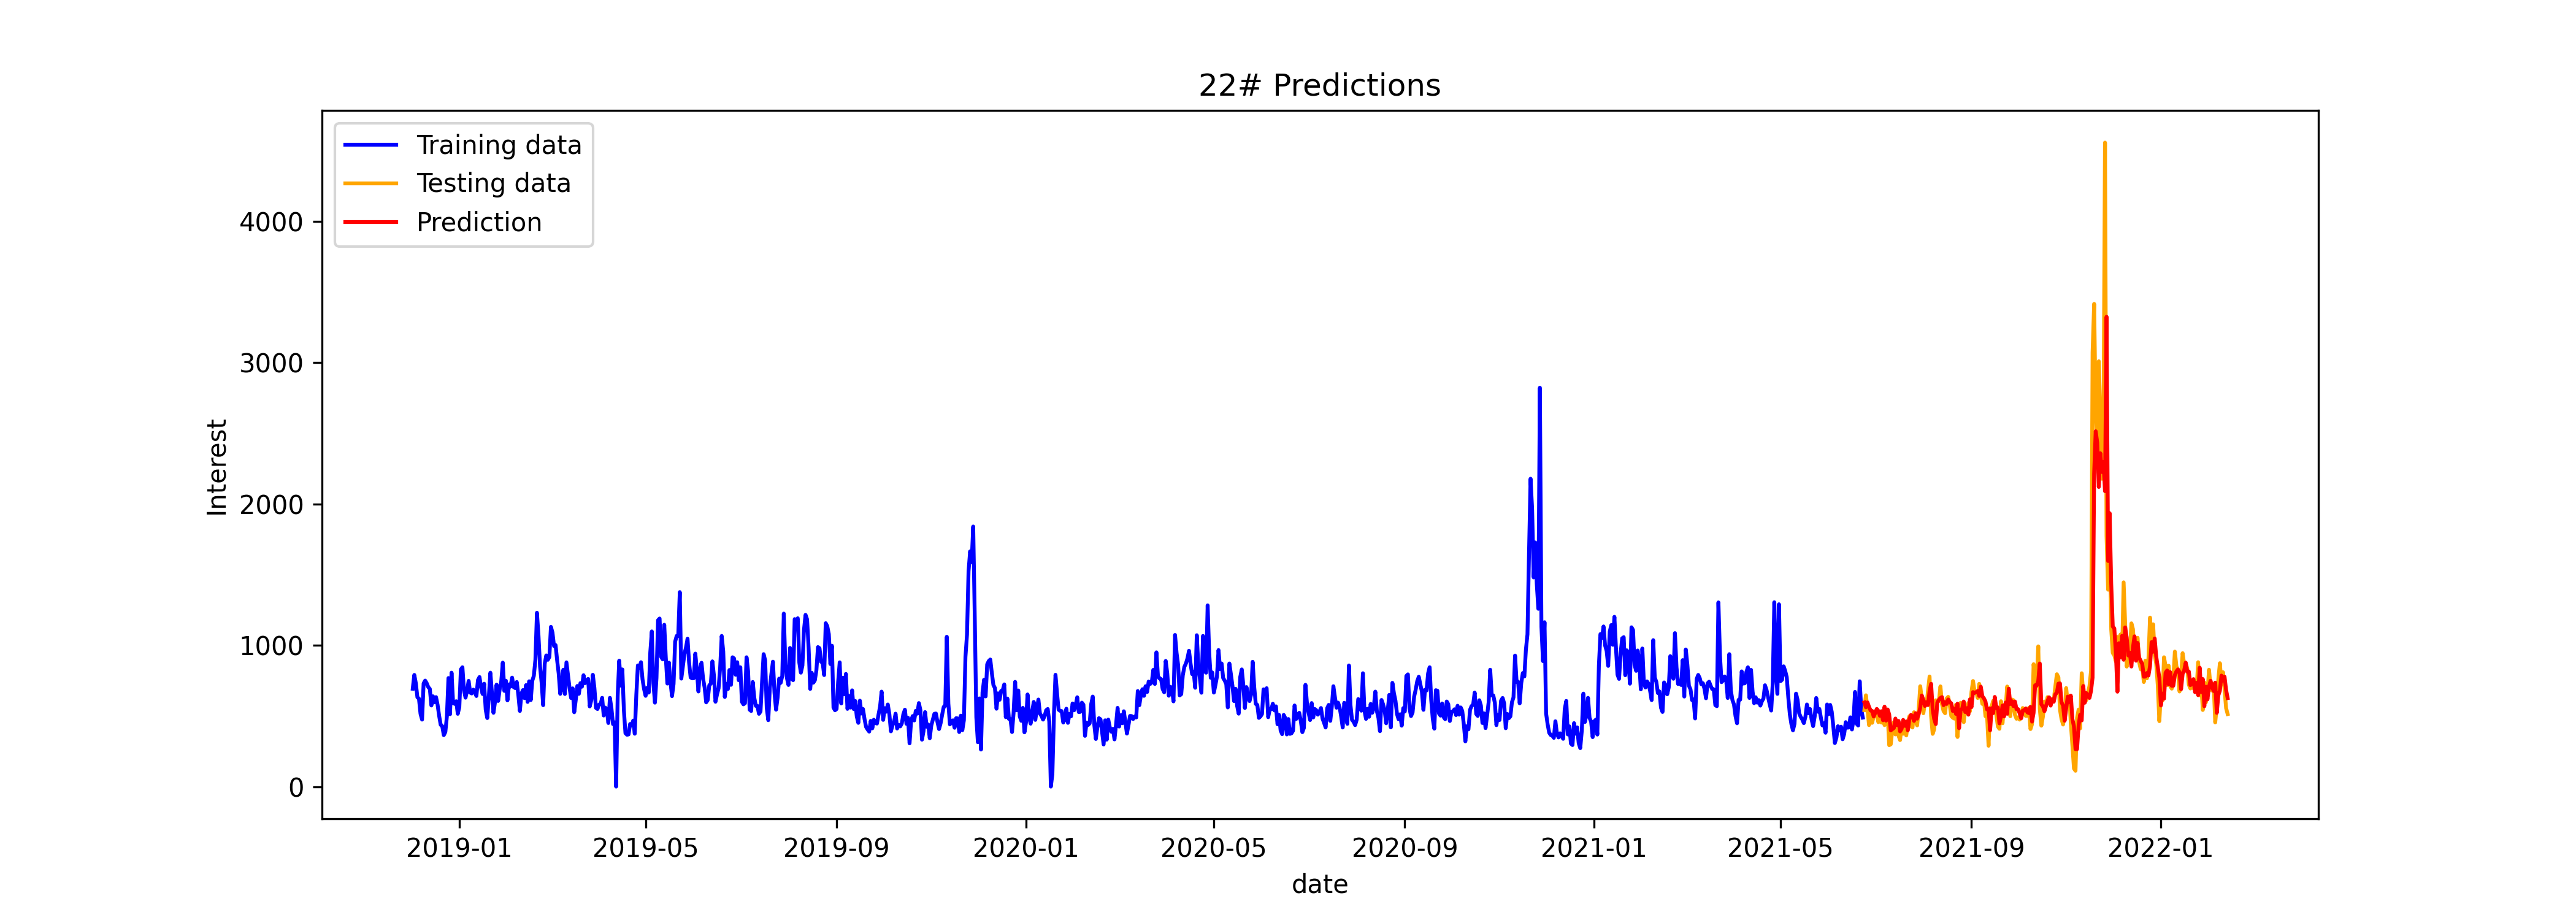 22# Predictions
Training data
Testing data
Prediction
Interest
4000
3000
2000
1000
0
2019-01 2019-05 2019-09 2020-01 2020-05 2020-09 2021-01 2021-05 2021-09 2022-01
date